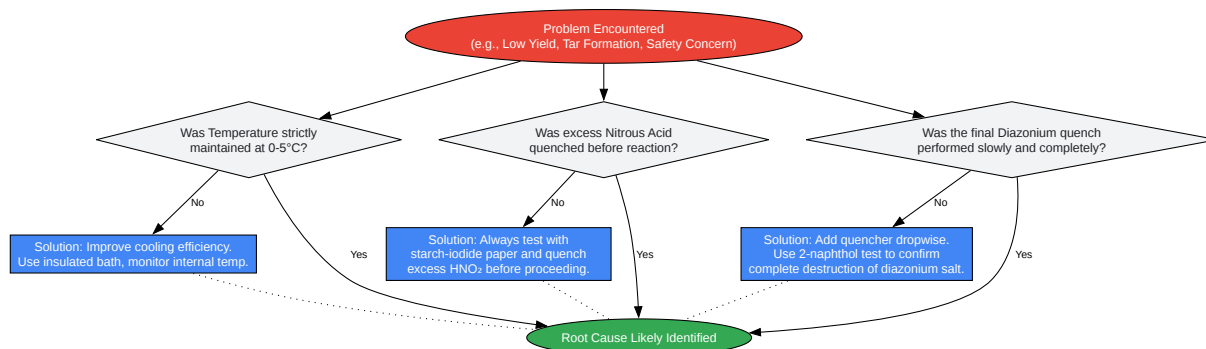 Problem Encountered
(e.g., Low Yield, Tar Formation, Safety Concern)
Was Temperature strictly
maintained at 0-5°C?
Was excess Nitrous Acid
quenched before reaction?
Was the final Diazonium quench
performed slowly and completely?
No
No
No
Solution: Improve cooling efficiency.
Use insulated bath, monitor internal temp.
Yes
Solution: Always test with
starch-iodide paper and quench
excess HNO₂ before proceeding.
Yes
Solution: Add quencher dropwise.
Use 2-naphthol test to confirm
complete destruction of diazonium salt.
Yes
Root Cause Likely Identified